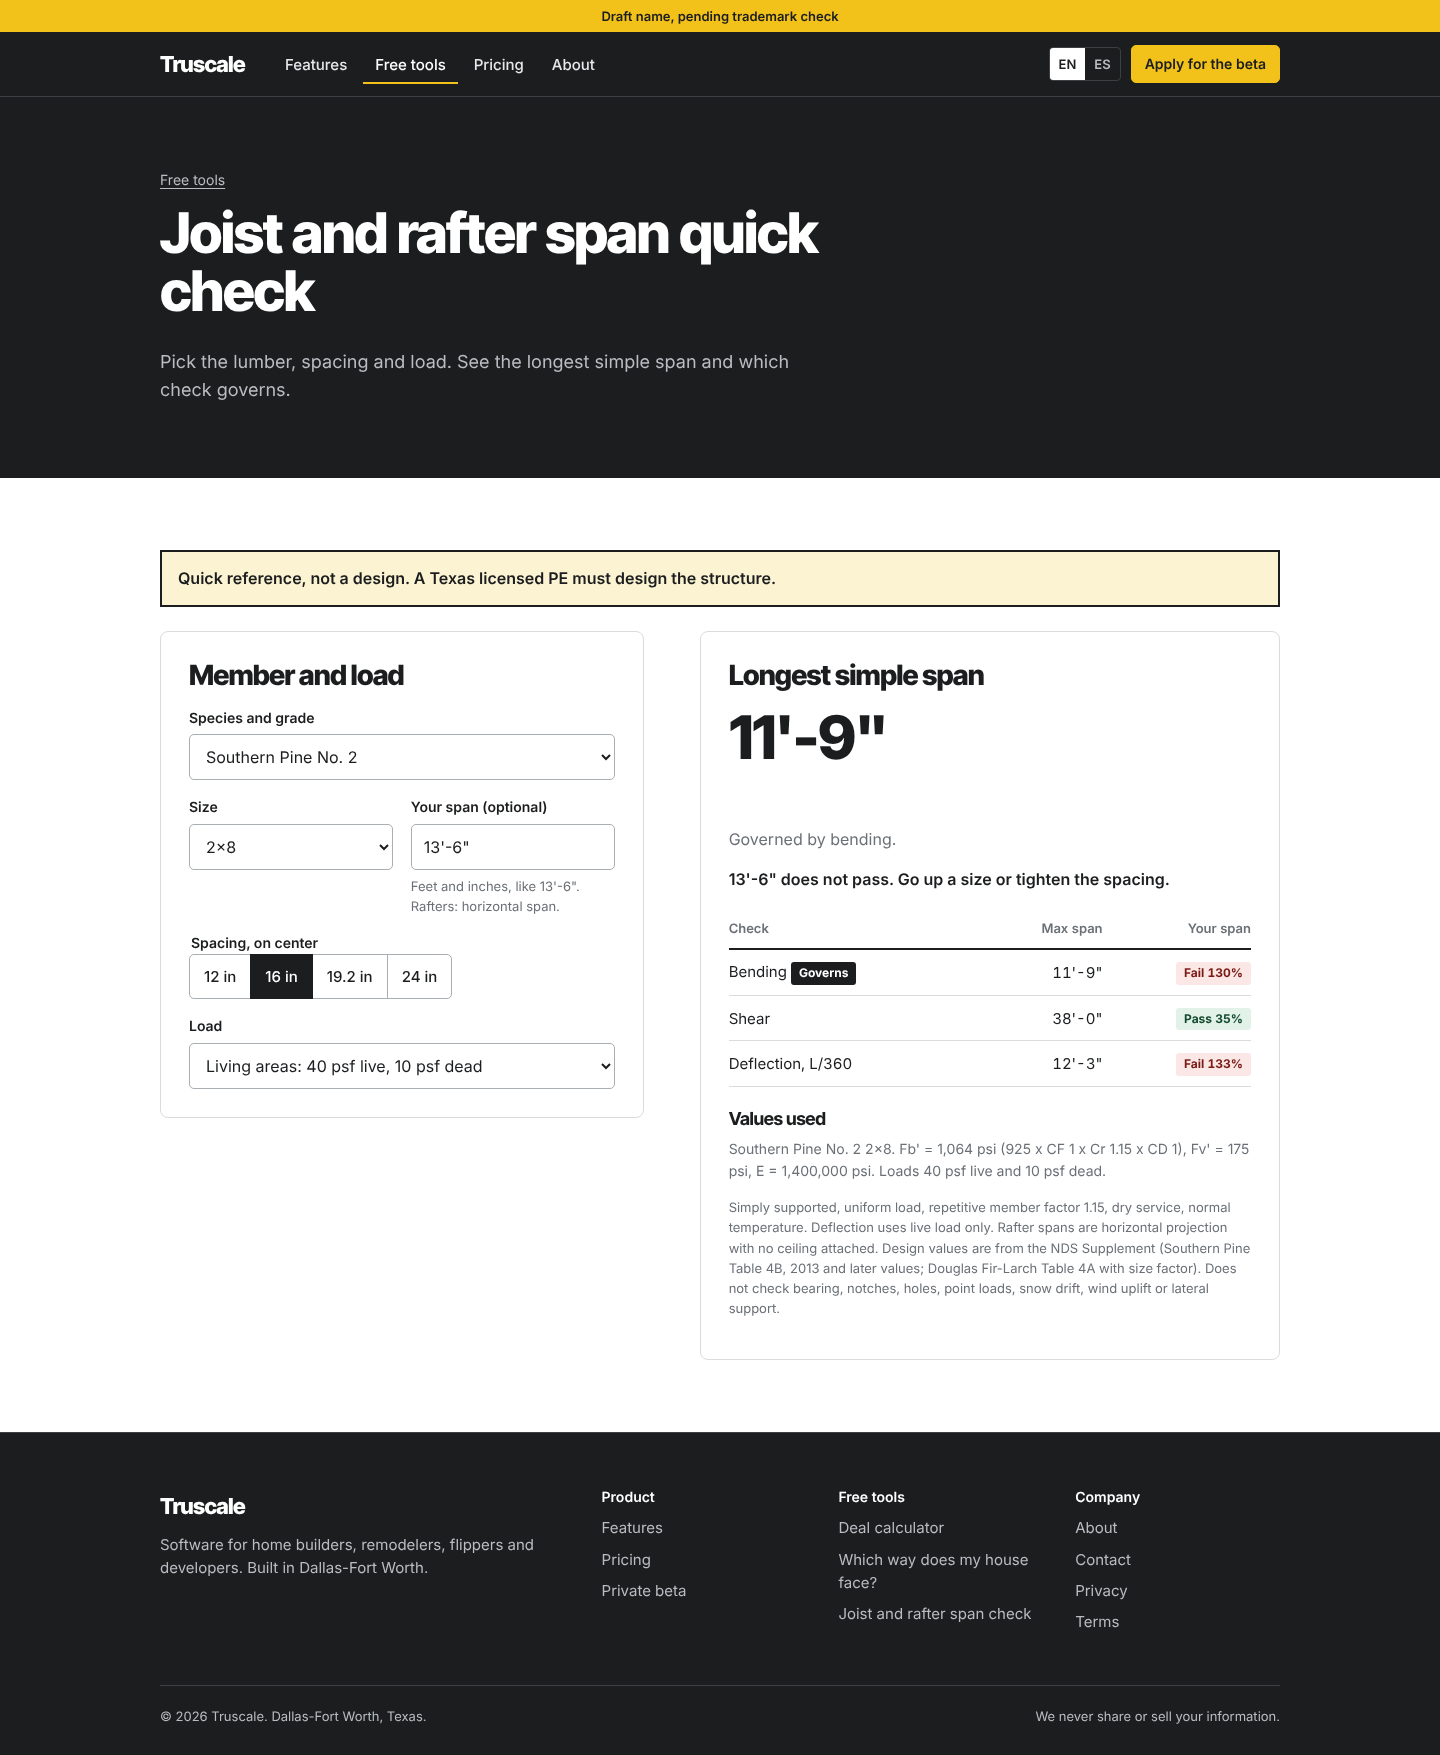 Draft name, pending trademark check
Truscale
Features
Free tools
Pricing
About
EN
ES
Apply for the beta
Free tools
Joist and rafter span quick
check
Pick the lumber, spacing and load. See the longest simple span and which
check governs.
Quick reference, not a design. A Texas licensed PE must design the structure.
Member and load
Species and grade
Southern Pine No. 2
Size
Your span (optional)
2×8
13'-6"
Feet and inches, like 13'-6".
Rafters: horizontal span.
Spacing, on center
12 in
16 in
19.2 in
24 in
Load
Living areas: 40 psf live, 10 psf dead
Longest simple span
11'-9"
Governed by bending.
13'-6" does not pass. Go up a size or tighten the spacing.
Check Max span Your span
Bending Governs 11'-9" Fail 130%
Shear 38'-0" Pass 35%
Deflection, L/360 12'-3" Fail 133%
Values used
Southern Pine No. 2 2×8. Fb' = 1,064 psi (925 x CF 1 x Cr 1.15 x CD 1), Fv' = 175
psi, E = 1,400,000 psi. Loads 40 psf live and 10 psf dead.
Simply supported, uniform load, repetitive member factor 1.15, dry service, normal
temperature. Deflection uses live load only. Rafter spans are horizontal projection
with no ceiling attached. Design values are from the NDS Supplement (Southern Pine
Table 4B, 2013 and later values; Douglas Fir-Larch Table 4A with size factor). Does
not check bearing, notches, holes, point loads, snow drift, wind uplift or lateral
support.
Truscale
Software for home builders, remodelers, flippers and
developers. Built in Dallas-Fort Worth.
Product
Features
Pricing
Private beta
Free tools
Deal calculator
Which way does my house
face?
Joist and rafter span check
Company
About
Contact
Privacy
Terms
© 2026 Truscale. Dallas-Fort Worth, Texas.
We never share or sell your information.